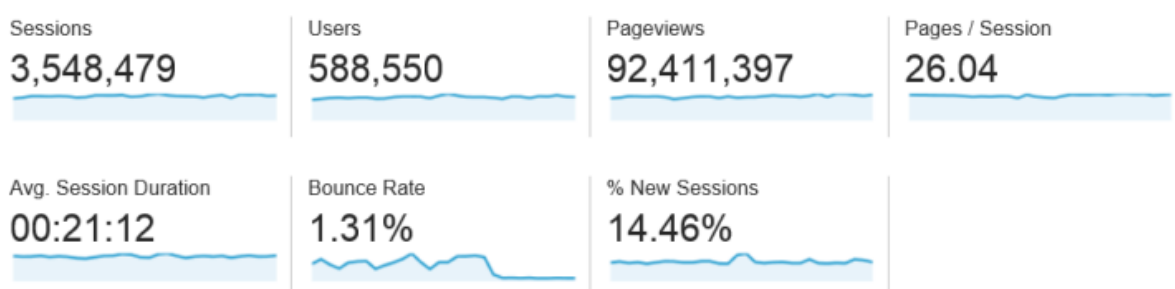 Sessions
3,548,479
Users
588,550
Pageviews
92,411,397
Pages / Session
26.04
Avg. Session Duration
00:21:12
Bounce Rate
1.31%
% New Sessions
14.46%